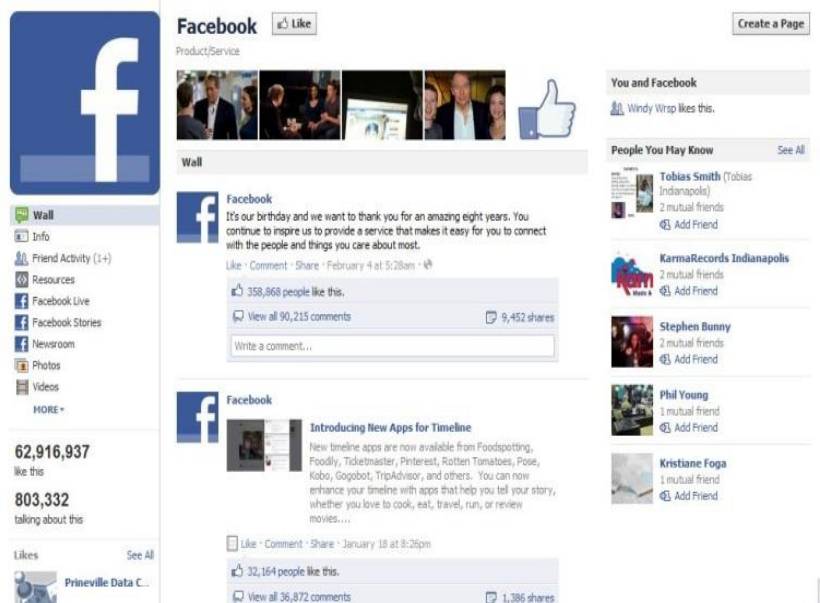 f
Facebook
Like
Create a Page
Product/Service
Wall
Info
Friend Activity (1+)
Resources
Facebook Live
Facebook Stories
Newsroom
Photos
Videos
MORE
62,916,937
like this
803,332
talking about this
Likes See All
Prineville Data C...
Wall
Facebook
It's our birthday and we want to thank you for an amazing eight years. You
continue to inspire us to provide a service that makes it easy for you to connect
with the people and things you care about most.
Like · Comment · Share · February 4 at 5:28am ·
358,868 people like this.
View all 90,215 comments 9,452 shares
Write a comment...
Facebook
Introducing New Apps for Timeline
New timeline apps are now available from Foodspotting,
Foodily, Ticketmaster, Pinterest, Rotten Tomatoes, Pose,
Kobo, Gogobot, TripAdvisor, and others. You can now
enhance your timeline with apps that help you tell your story,
whether you love to cook, eat, travel, run, or review
movies....
Like · Comment · Share · January 18 at 8:26pm
32,164 people like this.
View all 36,872 comments 1,386 shares
You and Facebook
Windy Wrsp likes this.
People You May Know See All
Tobias Smith (Tobias
Indianapolis)
2 mutual friends
Add Friend
KarmaRecords Indianapolis
2 mutual friends
Add Friend
Stephen Bunny
2 mutual friends
Add Friend
Phil Young
1 mutual friend
Add Friend
Kristiane Foga
1 mutual friend
Add Friend